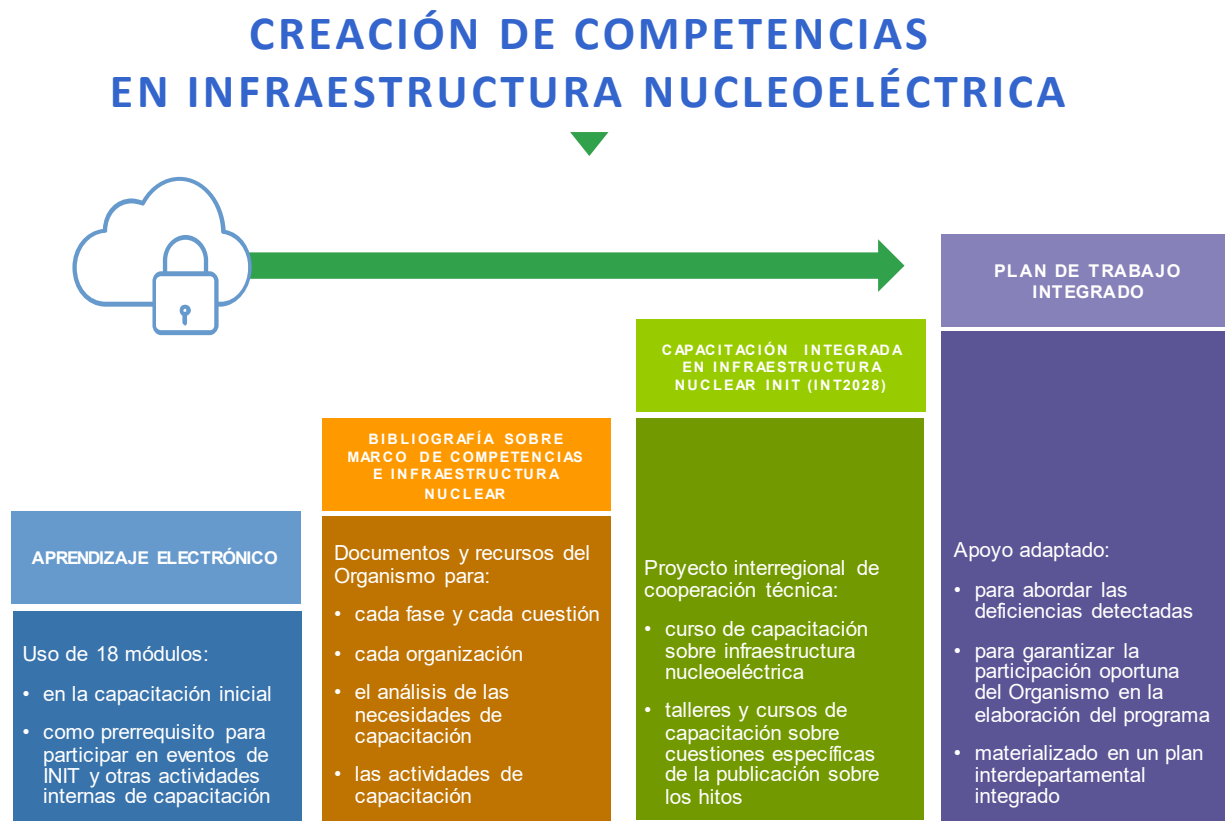 CREACIÓN DE COMPETENCIAS
EN INFRAESTRUCTURA NUCLEOELÉCTRICA
APRENDIZAJE ELECTRÓNICO
Uso de 18 módulos:
• en la capacitación inicial
• como prerrequisito para
participar en eventos de
INIT y otras actividades
internas de capacitación
BIBLIOGRAFÍA SOBRE
MARCO DE COMPETENCIAS
E INFRAESTRUCTURA
NUCLEAR
Documentos y recursos del
Organismo para:
• cada fase y cada cuestión
• cada organización
• el análisis de las
necesidades de
capacitación
• las actividades de
capacitación
CAPACITACIÓN INTEGRADA
EN INFRAESTRUCTURA
NUCLEAR INIT (INT2028)
Proyecto interregional de
cooperación técnica:
• curso de capacitación
sobre infraestructura
nucleoeléctrica
• talleres y cursos de
capacitación sobre
cuestiones específicas
de la publicación sobre
los hitos
PLAN DE TRABAJO
INTEGRADO
Apoyo adaptado:
• para abordar las
deficiencias detectadas
• para garantizar la
participación oportuna
del Organismo en la
elaboración del programa
• materializado en un plan
interdepartamental
integrado